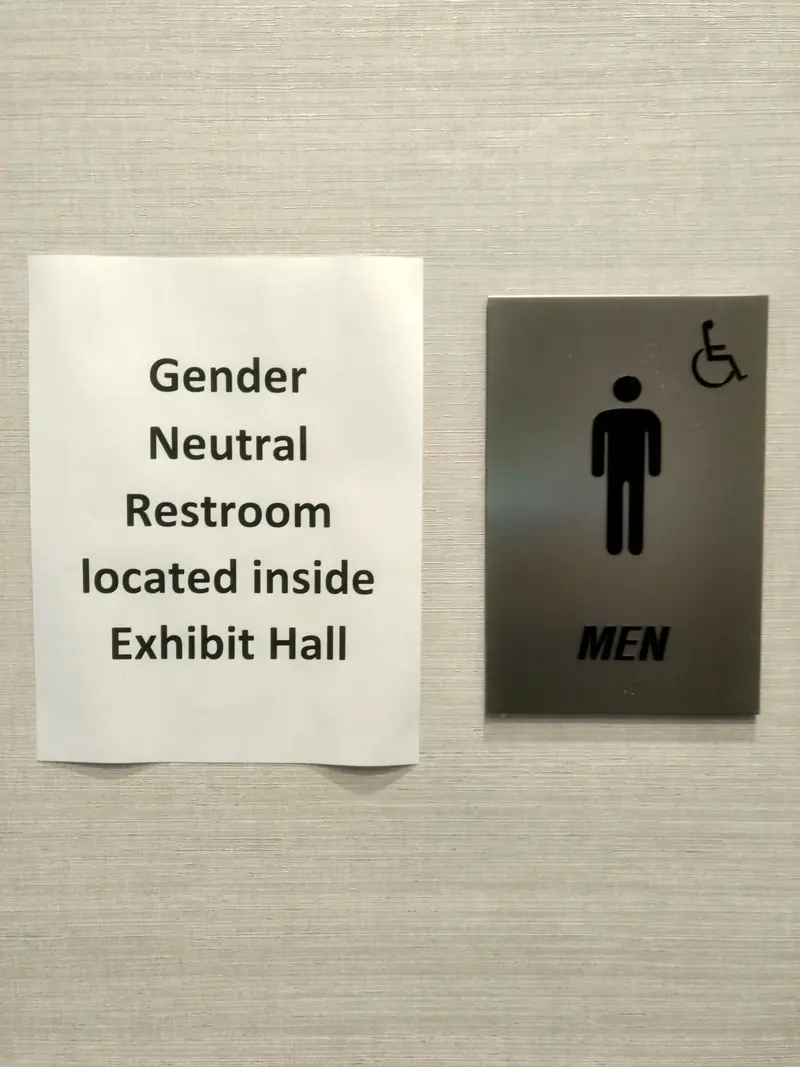 Gender
Neutral
Restroom
located inside
Exhibit Hall
MEN